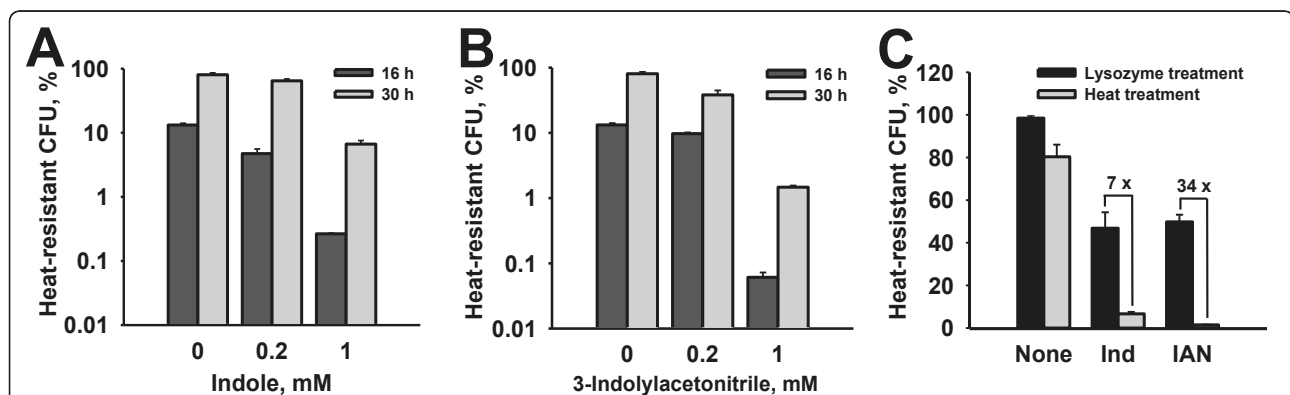 A
Heat-resistant CFU, %
100
10
1
0.1
0.01
16 h
30 h
0 0.2 1
Indole, mM
B
Heat-resistant CFU, %
100
10
1
0.1
0.01
16 h
30 h
0 0.2 1
3-Indolylacetonitrile, mM
C
Heat-resistant CFU, %
120
100
80
60
40
20
0
Lysozyme treatment
Heat treatment
7 x
34 x
None Ind IAN